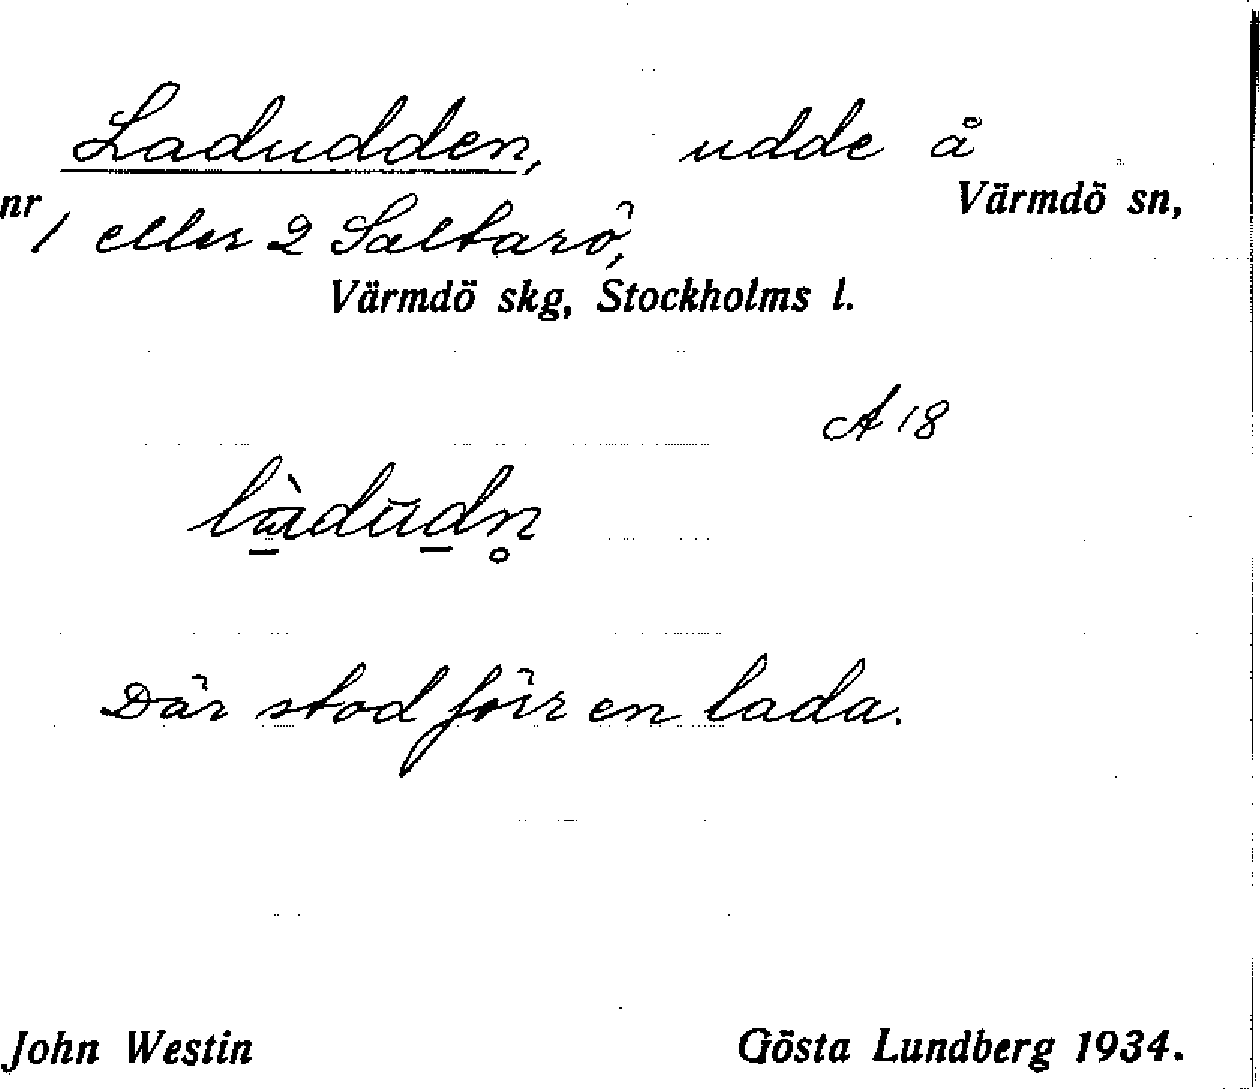 Ladudden, udde å
Värmdö sn,
nr 1 eller 2 Saltarö,
Värmdö skg, Stockholms l.
A 18
Där stod förr en lada.
John Westin Gösta Lundberg 1934.